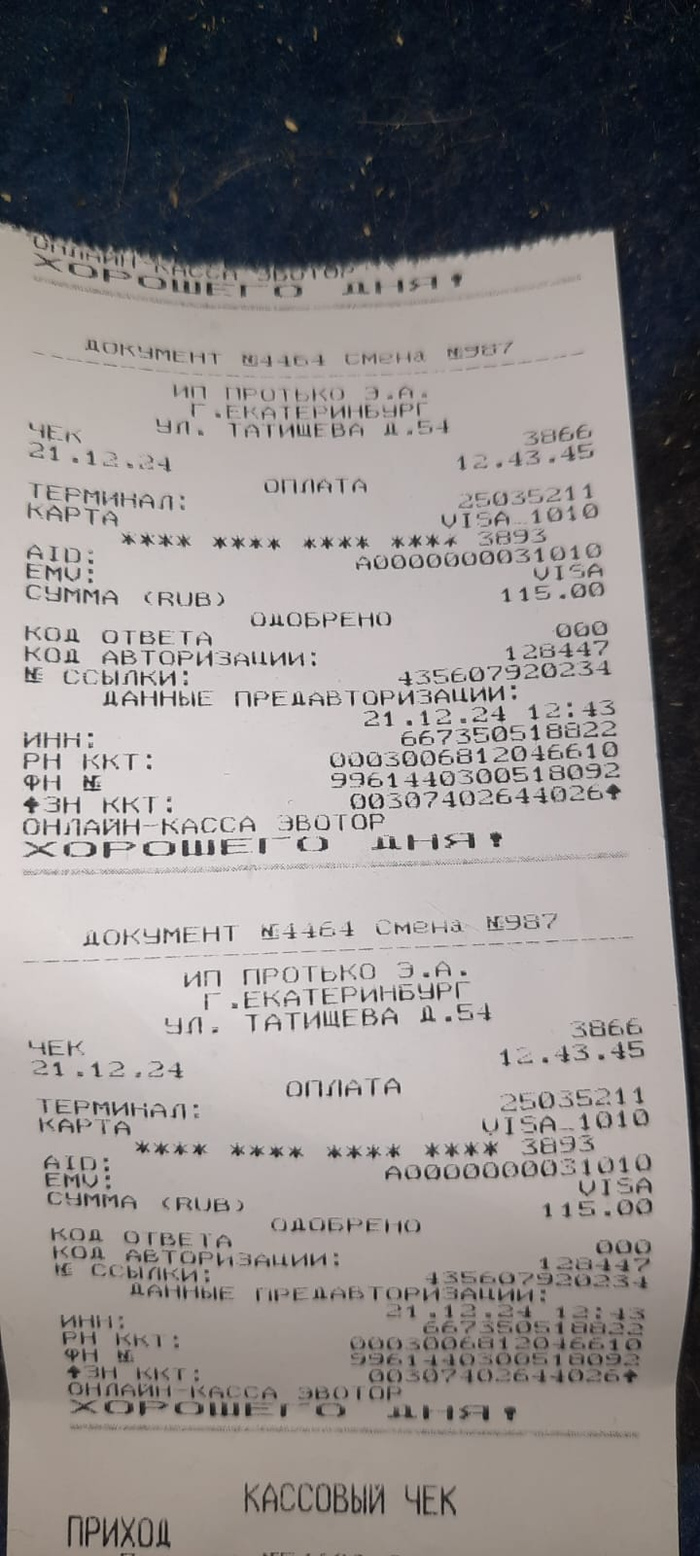 ОНЛАЙН-КАССА ЭВОТОР
ХОРОШЕГО ДНЯ!
ДОКУМЕНТ №4464 Смена №987
ИП ПРОТЬКО Э.А.
Г.ЕКАТЕРИНБУРГ
УЛ. ТАТИЩЕВА Д.54
ЧЕК 3866
21.12.24 12.43.45
ОПЛАТА
ТЕРМИНАЛ: 25035211
КАРТА VISA_1010
**** **** **** **** 3893
AID: A0000000031010
EMV: VISA
СУММА (RUB) 115.00
ОДОБРЕНО
КОД ОТВЕТА 000
КОД АВТОРИЗАЦИИ: 128447
№ ССЫЛКИ: 435607920234
ДАННЫЕ ПРЕДАВТОРИЗАЦИИ:
21.12.24 12:43
ИНН: 667350518822
РН ККТ: 0003006812046610
ФН № 9961440300518092
↑ЗН ККТ: 00307402644026↑
ОНЛАЙН-КАССА ЭВОТОР
ХОРОШЕГО ДНЯ!
ДОКУМЕНТ №4464 Смена №987
ИП ПРОТЬКО Э.А.
Г.ЕКАТЕРИНБУРГ
УЛ. ТАТИЩЕВА Д.54
ЧЕК 3866
21.12.24 12.43.45
ОПЛАТА
ТЕРМИНАЛ: 25035211
КАРТА VISA_1010
**** **** **** **** 3893
AID: A0000000031010
EMV: VISA
СУММА (RUB) 115.00
ОДОБРЕНО
КОД ОТВЕТА 000
КОД АВТОРИЗАЦИИ: 128447
№ ССЫЛКИ: 435607920234
ДАННЫЕ ПРЕДАВТОРИЗАЦИИ:
21.12.24 12:43
ИНН: 667350518822
РН ККТ: 0003006812046610
ФН № 9961440300518092
↑ЗН ККТ: 00307402644026↑
ОНЛАЙН-КАССА ЭВОТОР
ХОРОШЕГО ДНЯ!
КАССОВЫЙ ЧЕК
ПРИХОД